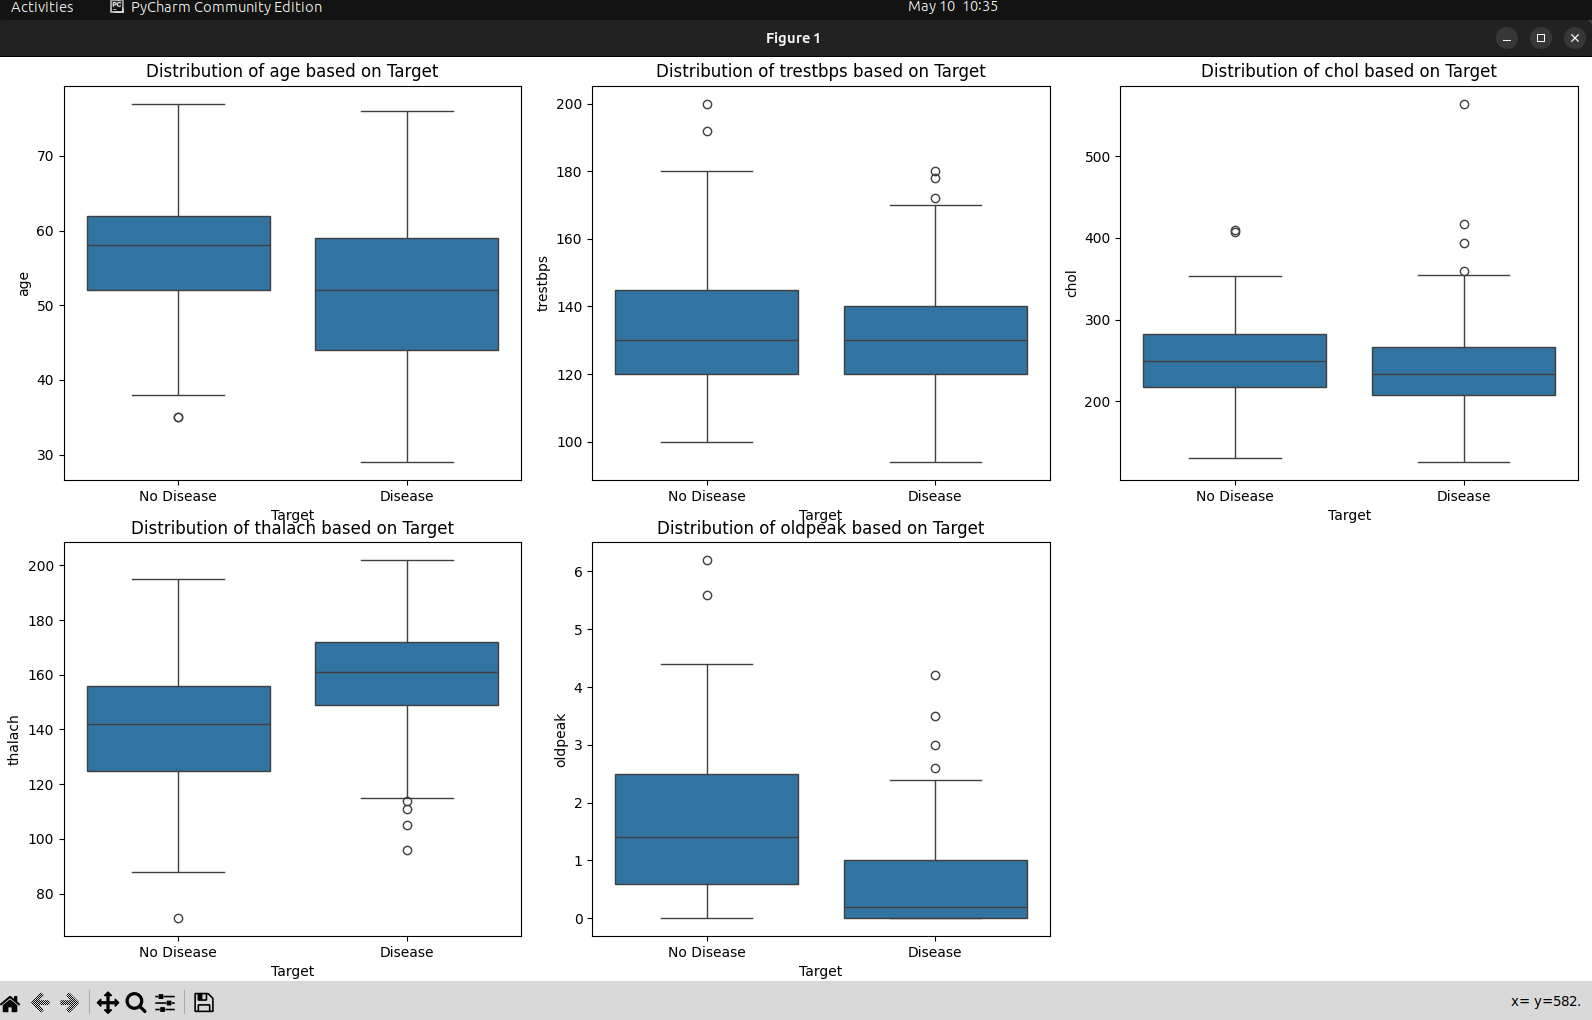 Activities
PyCharm Community Edition
May 10 10:35
Figure 1
Distribution of age based on Target
age
70
60
50
40
30
No Disease
Disease
Target
Distribution of trestbps based on Target
trestbps
200
180
160
140
120
100
No Disease
Disease
Target
Distribution of chol based on Target
chol
500
400
300
200
No Disease
Disease
Target
Distribution of thalach based on Target
thalach
200
180
160
140
120
100
80
No Disease
Disease
Target
Distribution of oldpeak based on Target
oldpeak
6
5
4
3
2
1
0
No Disease
Disease
Target
x= y=582.